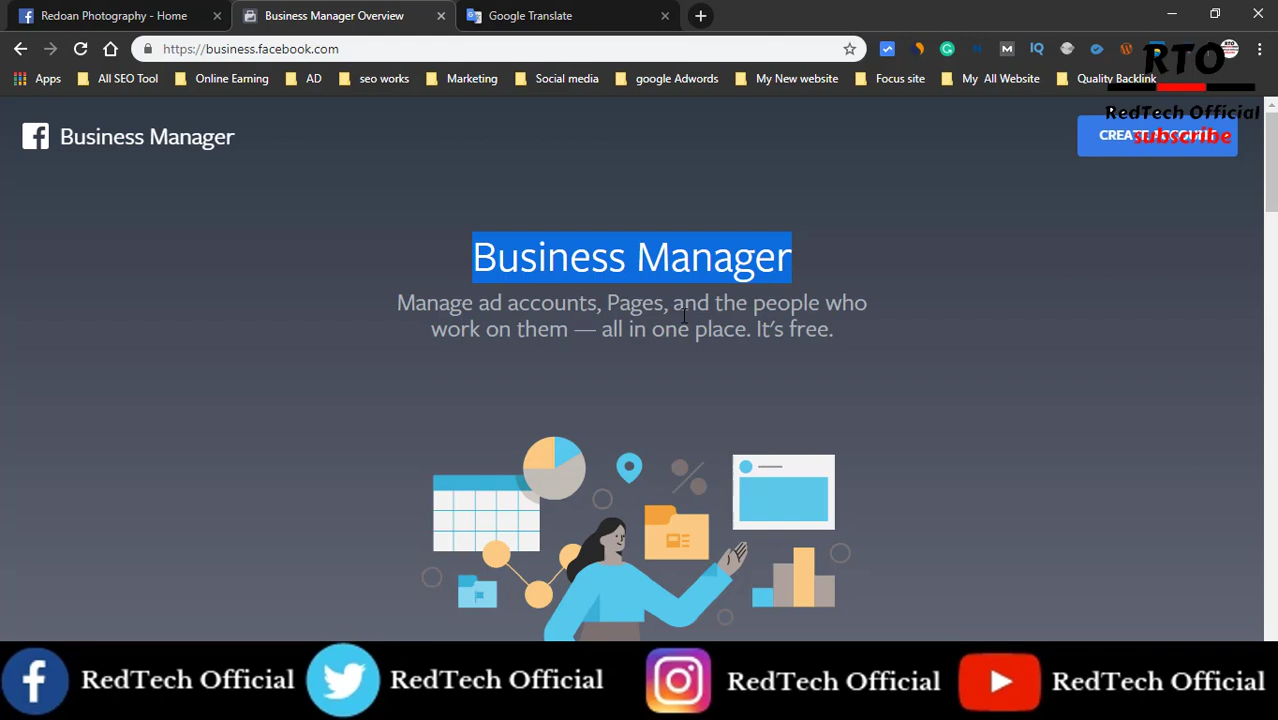 Redoan Photography - Home
Business Manager Overview
Google Translate
https://business.facebook.com
Apps
All SEO Tool
Online Earning
AD
seo works
Marketing
Social media
google Adwords
My New website
Focus site
My All Website
Quality Backlink
RTO
RedTech Official
subscribe
Business Manager
CREATE ACCOUNT
Business Manager
Manage ad accounts, Pages, and the people who
work on them — all in one place. It's free.
RedTech Official
RedTech Official
RedTech Official
RedTech Official